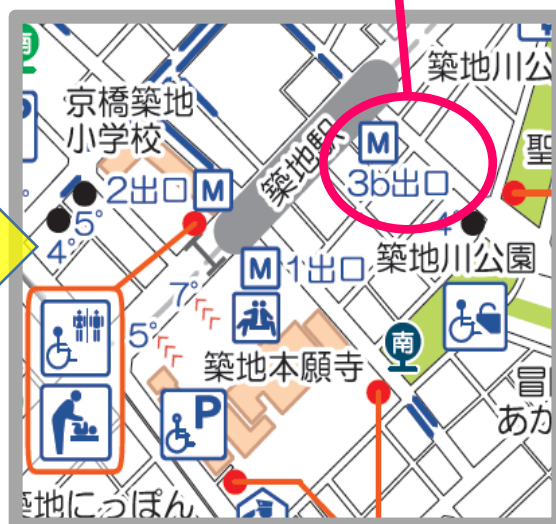 築地川公
京橋築地
小学校
築地駅
M
聖
2出口 M
3b出口
5°
4°
4°
M 1出口
築地川公園
7°
5°
南
築地本願寺
P
冒
あか
築地にっぽん